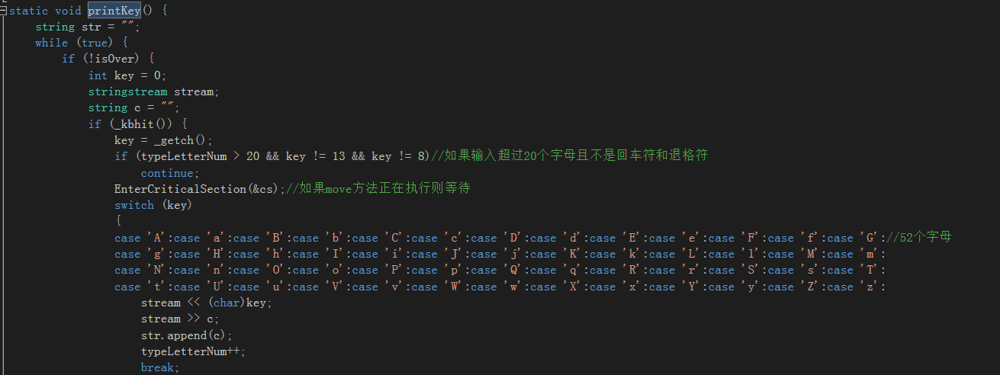 static void printKey() {
string str = "";
while (true) {
if (!isOver) {
int key = 0;
stringstream stream;
string c = "";
if (_kbhit()) {
key = _getch();
if (typeLetterNum > 20 && key != 13 && key != 8)//如果输入超过20个字母且不是回车符和退格符
continue;
EnterCriticalSection(&cs);//如果move方法正在执行则等待
switch (key)
{
case 'A':case 'a':case 'B':case 'b':case 'C':case 'c':case 'D':case 'd':case 'E':case 'e':case 'F':case 'f':case 'G'://52个字母
case 'g':case 'H':case 'h':case 'I':case 'i':case 'J':case 'j':case 'K':case 'k':case 'L':case 'l':case 'M':case 'm':
case 'N':case 'n':case 'O':case 'o':case 'P':case 'p':case 'Q':case 'q':case 'R':case 'r':case 'S':case 's':case 'T':
case 't':case 'U':case 'u':case 'V':case 'v':case 'W':case 'w':case 'X':case 'x':case 'Y':case 'y':case 'Z':case 'z':
stream << (char)key;
stream >> c;
str.append(c);
typeLetterNum++;
break;